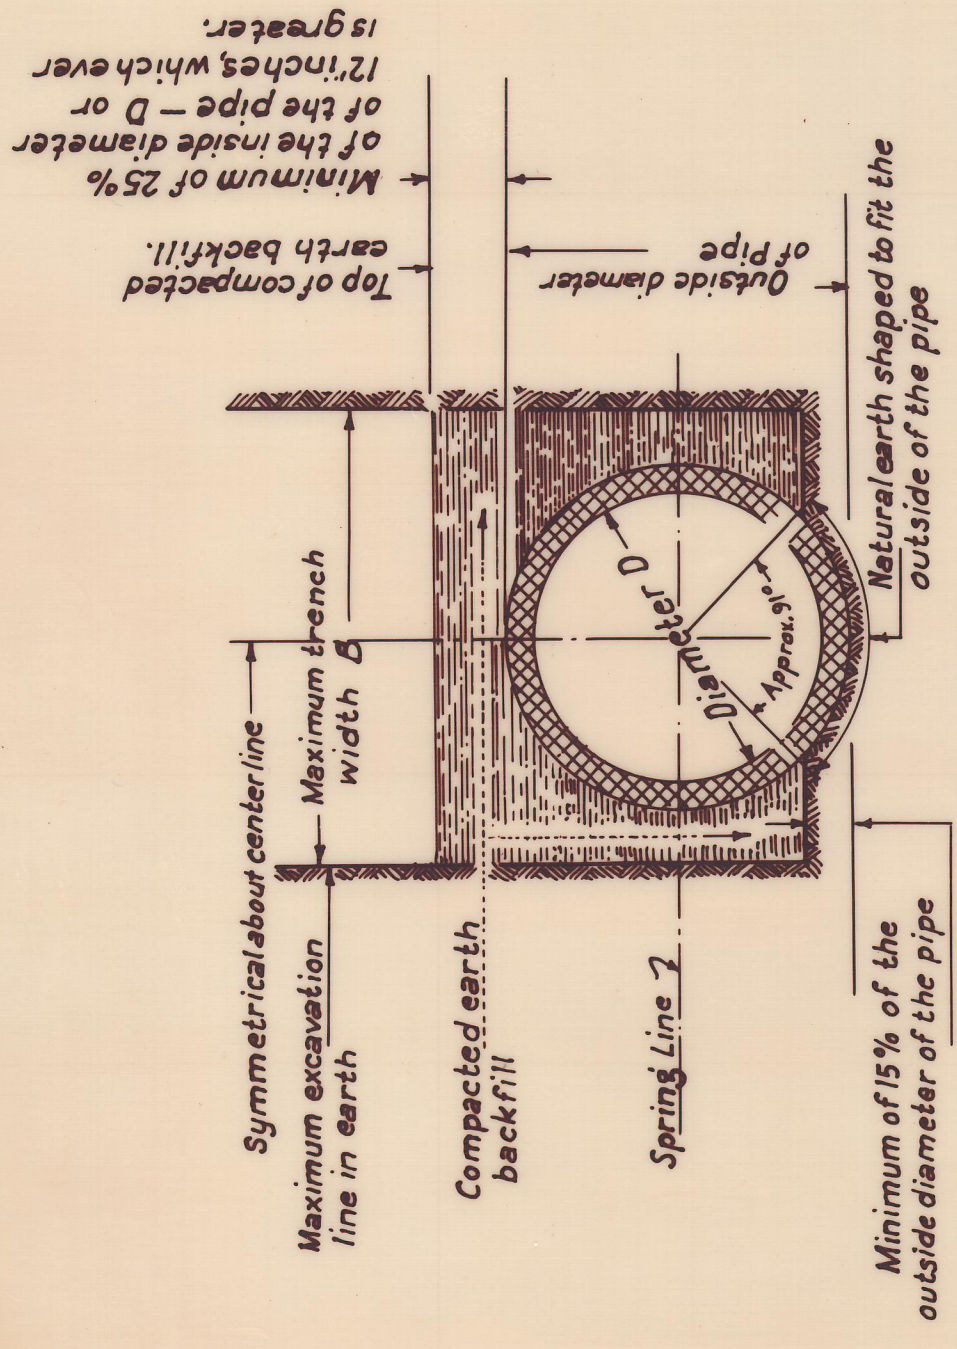 Minimum of 25%
of the inside diameter
of the pipe — D or
12" inches, which ever
is greater.
Top of compacted
earth backfill.
Outside diameter
of Pipe
Natural earth shaped to fit the
outside of the pipe
Symmetrical about centerline
Maximum trench
width B
Maximum excavation
line in earth
Compacted earth
backfill
Diameter D
Approx. 91°
Spring Line
Minimum of 15% of the
outside diameter of the pipe